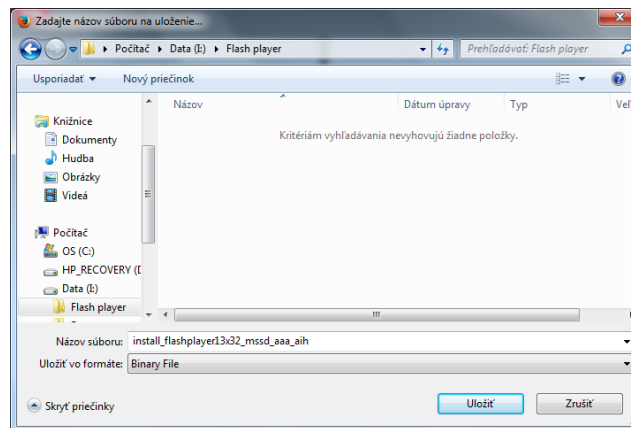 Zadajte názov súboru na uloženie...
Počítač ▸ Data (I:) ▸ Flash player
Prehľadávať: Flash player
Usporiadať
Nový priečinok
Názov
Dátum úpravy
Typ
Kritériám vyhľadávania nevyhovujú žiadne položky.
Knižnice
Dokumenty
Hudba
Obrázky
Videá
Počítač
OS (C:)
HP_RECOVERY
Data (I:)
Flash player
Názov súboru: install_flashplayer13x32_mssd_aaa_aih
Uložiť vo formáte: Binary File
Skryť priečinky
Uložiť
Zrušiť